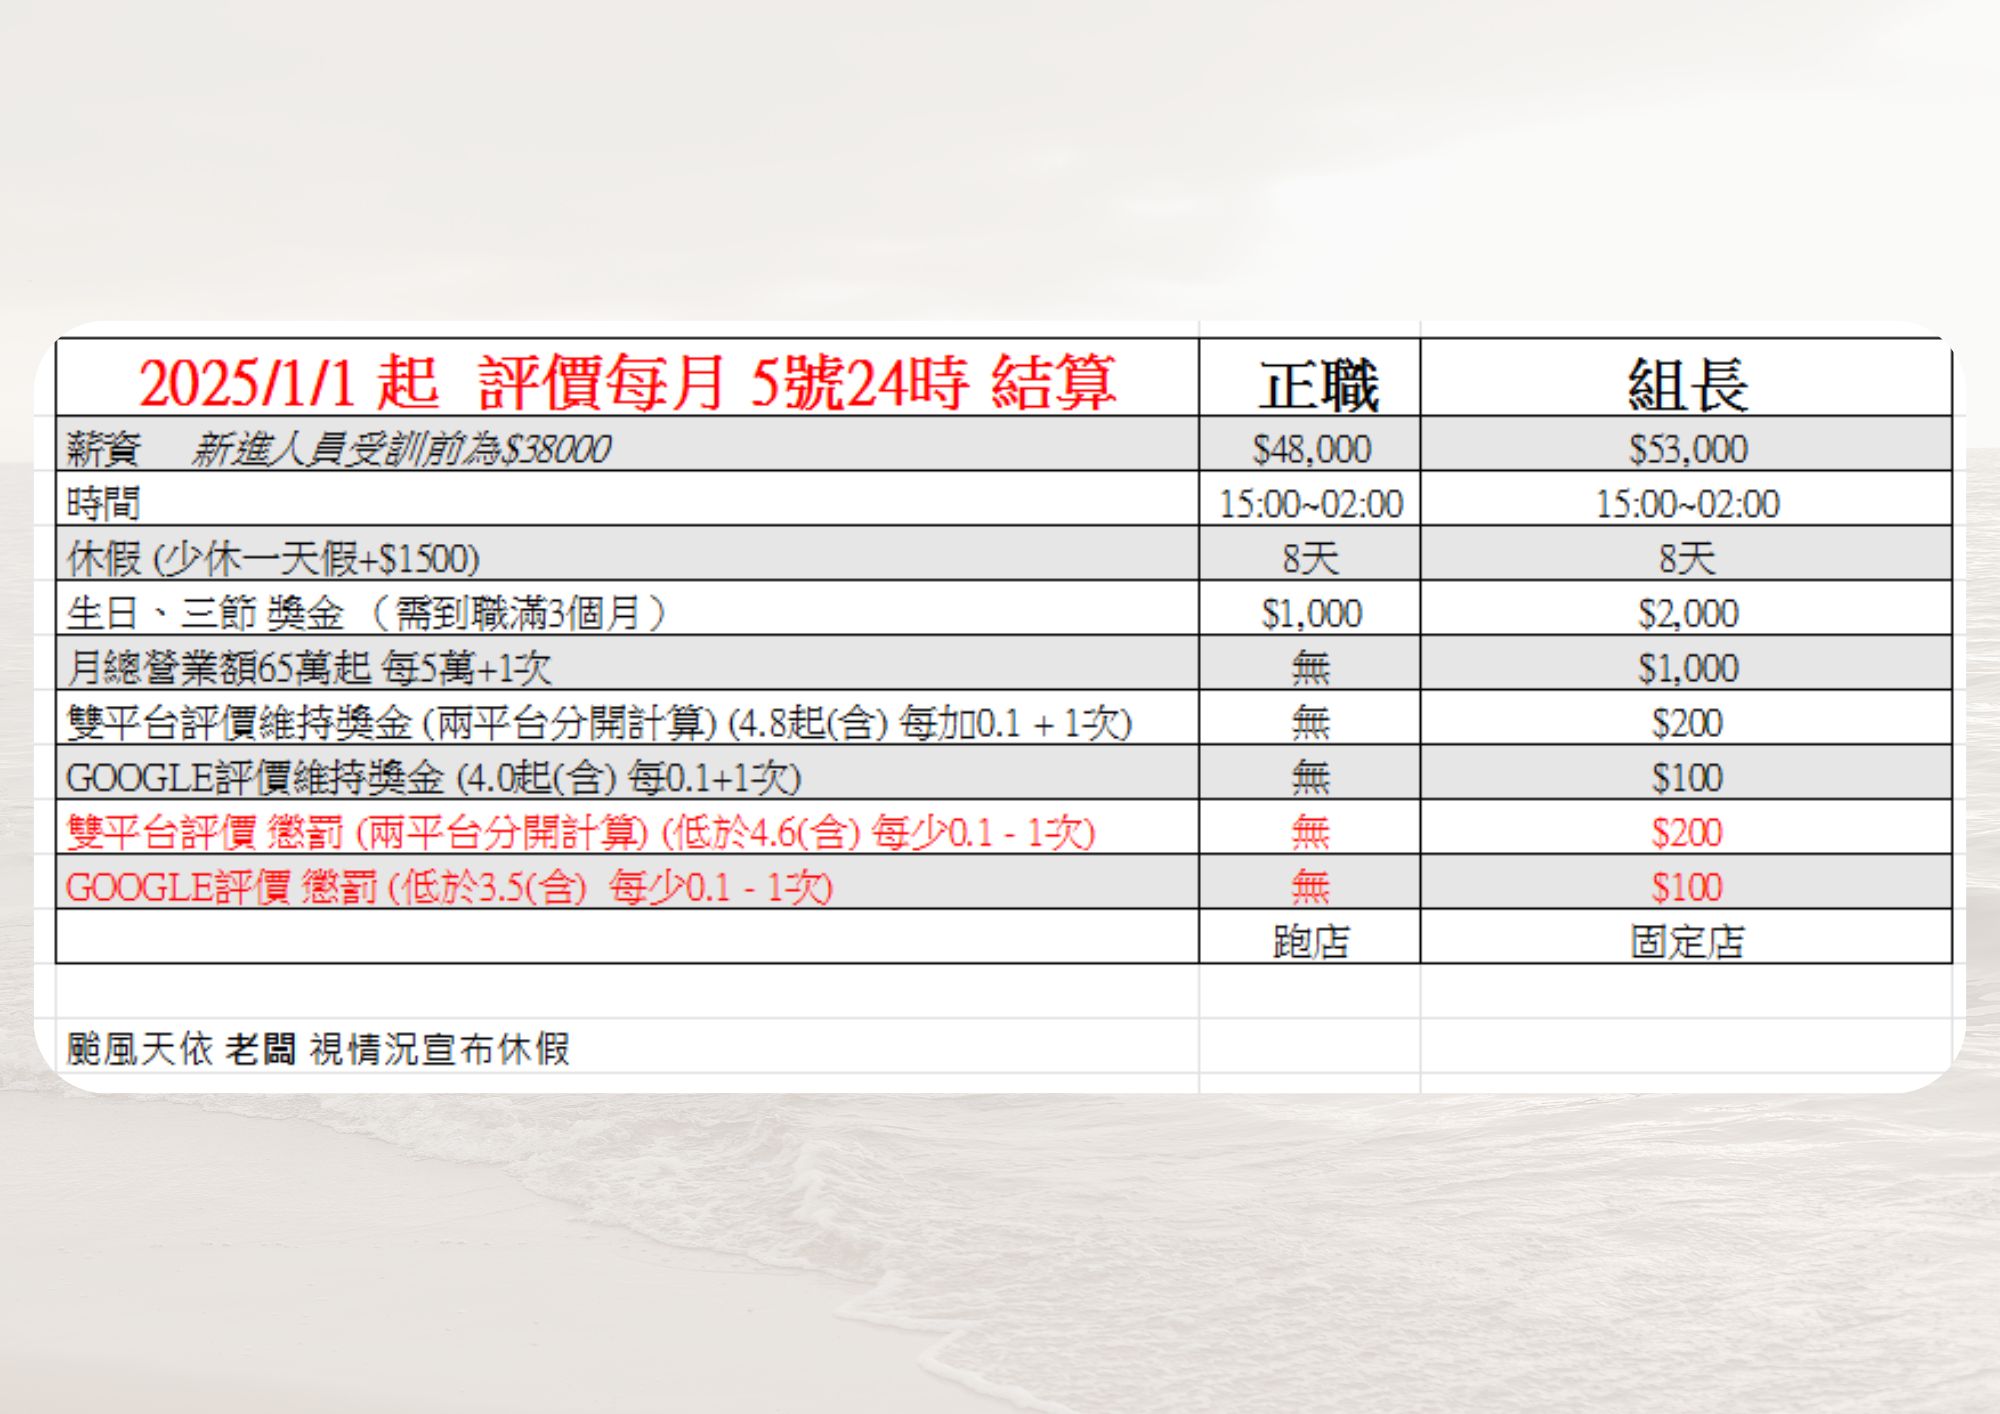 2025/1/1 起 評價每月 5號24時 結算 正職 組長
薪資 新進人員受訓前為$38000 $48,000 $53,000
時間 15:00~02:00 15:00~02:00
休假 (少休一天假+$1500) 8天 8天
生日、三節 獎金 （需到職滿3個月） $1,000 $2,000
月總營業額65萬起 每5萬+1次 無 $1,000
雙平台評價維持獎金 (兩平台分開計算) (4.8起(含) 每加0.1 + 1次) 無 $200
GOOGLE評價維持獎金 (4.0起(含) 每0.1+1次) 無 $100
雙平台評價 懲罰 (兩平台分開計算) (低於4.6(含) 每少0.1 - 1次) 無 $200
GOOGLE評價 懲罰 (低於3.5(含) 每少0.1 - 1次) 無 $100
跑店 固定店
颱風天依 老闆 視情況宣布休假